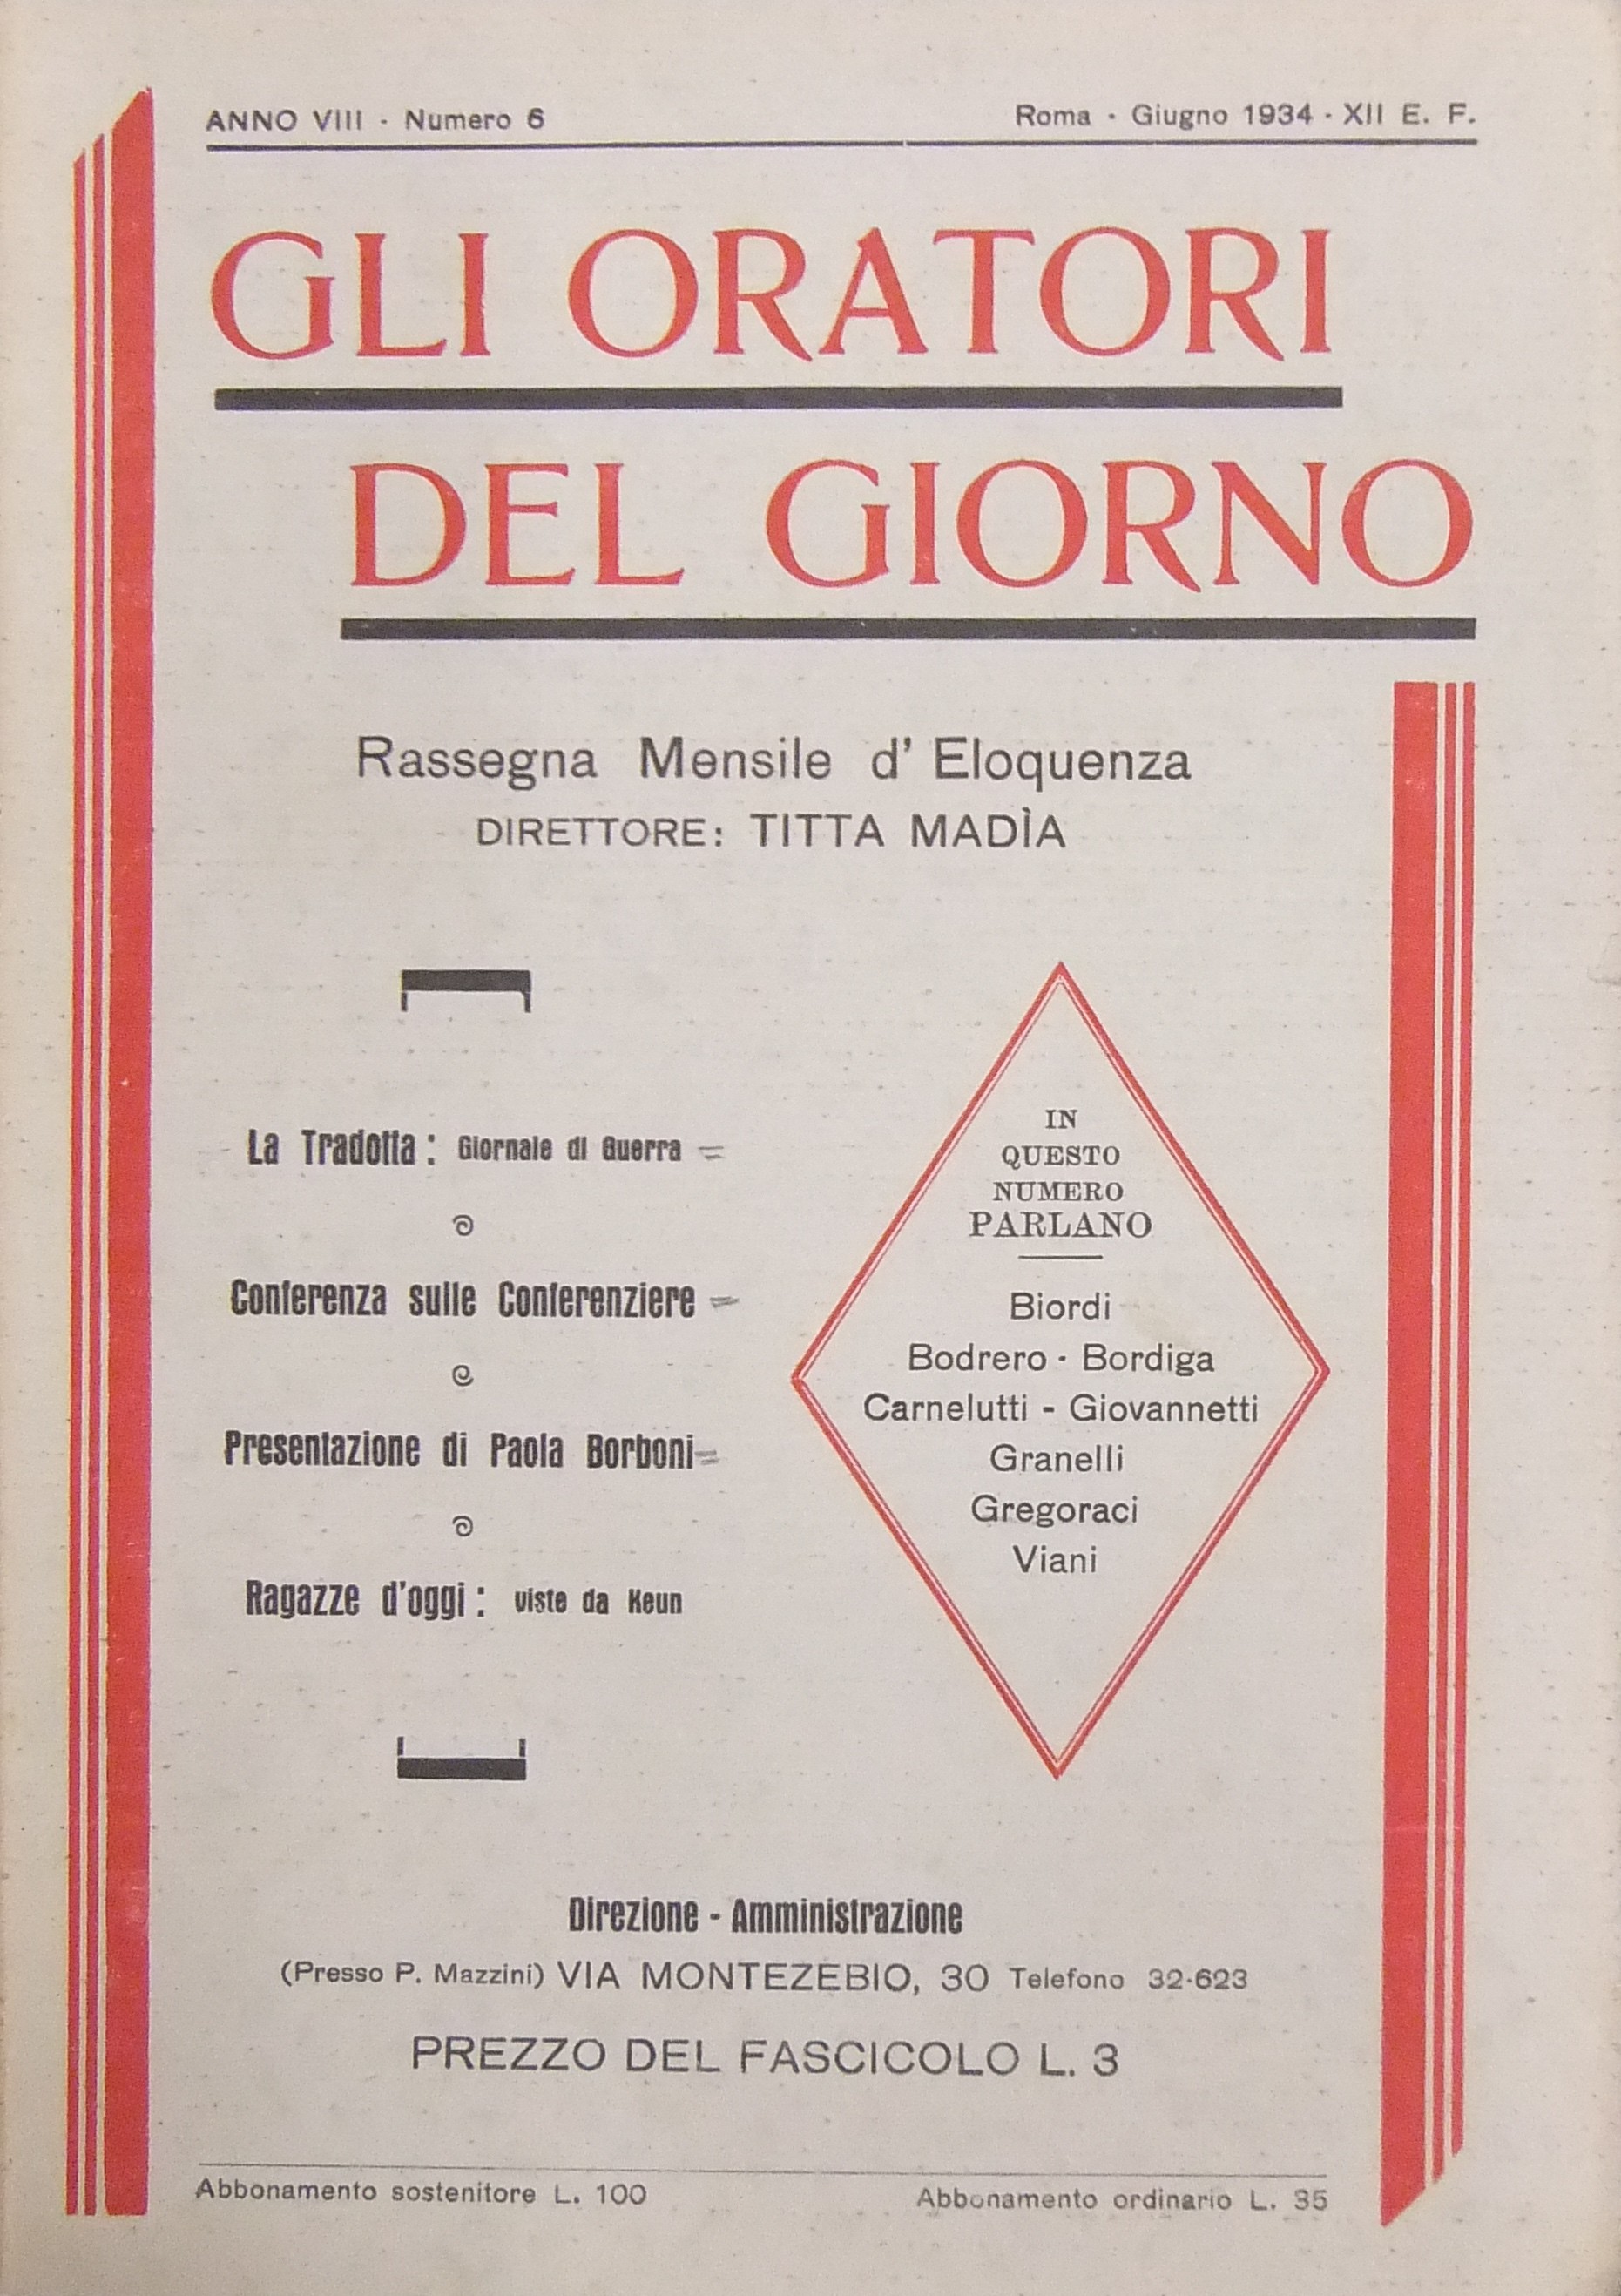 ANNO VIII - Numero 6
Roma - Giugno 1934 - XII E. F.
GLI ORATORI
DEL GIORNO
Rassegna Mensile d' Eloquenza
DIRETTORE: TITTA MADÌA
La Tradotta: Giornale di Guerra
Conferenza sulle Conferenziere
Presentazione di Paola Borboni
Ragazze d'oggi: viste da Keun
IN
QUESTO
NUMERO
PARLANO
Biordi
Bodrero - Bordiga
Carnelutti - Giovannetti
Granelli
Gregoraci
Viani
Direzione - Amministrazione
(Presso P. Mazzini) VIA MONTEZEBIO, 30 Telefono 32-623
PREZZO DEL FASCICOLO L. 3
Abbonamento sostenitore L. 100
Abbonamento ordinario L. 35